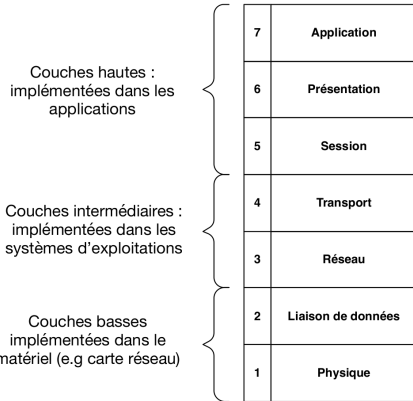 7 Application
Couches hautes :
implémentées dans les
applications
6 Présentation
5 Session
Couches intermédiaires :
implémentées dans les
systèmes d'exploitations
4 Transport
3 Réseau
Couches basses
implémentées dans le
matériel (e.g carte réseau)
2 Liaison de données
1 Physique